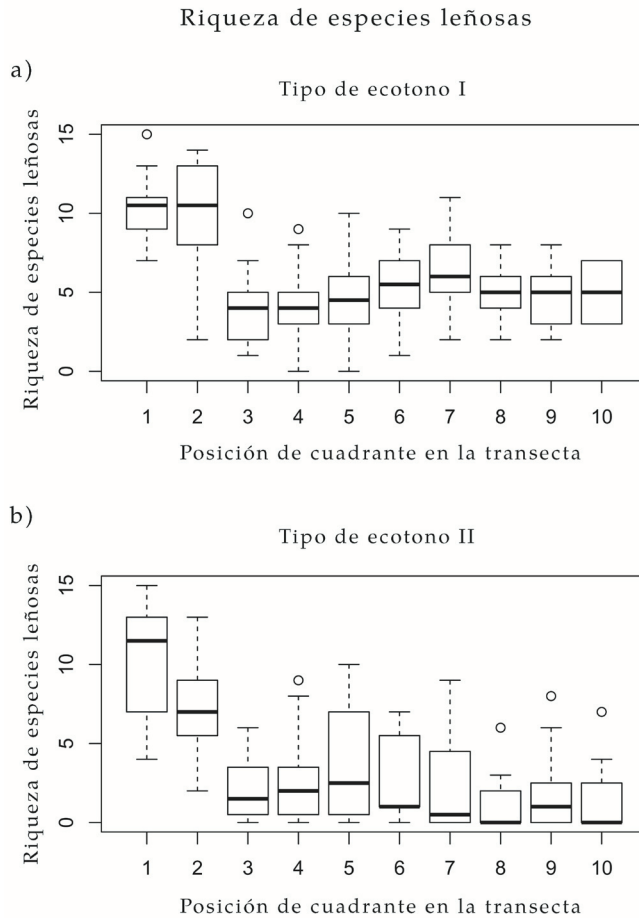 Riqueza de especies leñosas
a)
Tipo de ecotono I
Riqueza de especies leñosas
15
10
5
0
1 2 3 4 5 6 7 8 9 10
Posición de cuadrante en la transecta
b)
Tipo de ecotono II
Riqueza de especies leñosas
15
10
5
0
1 2 3 4 5 6 7 8 9 10
Posición de cuadrante en la transecta